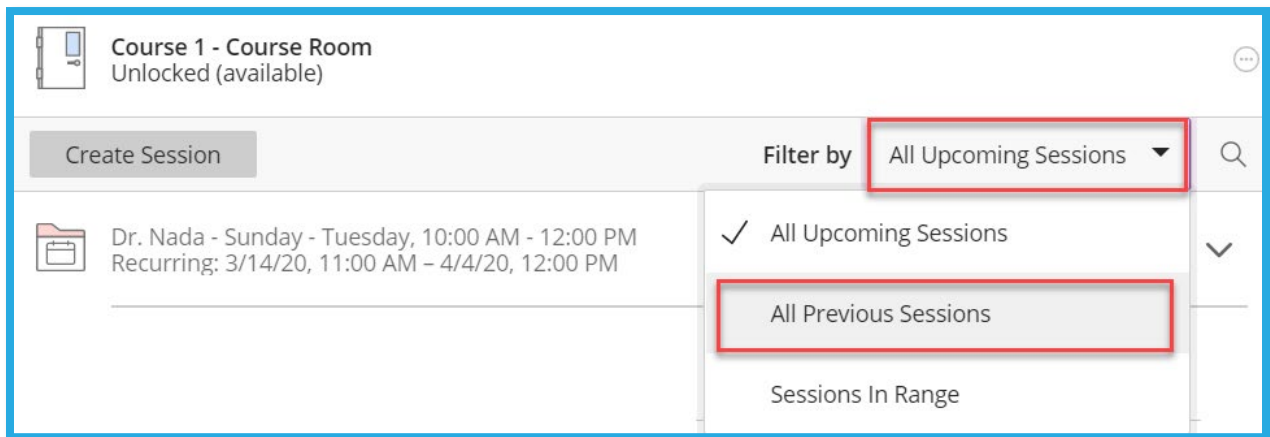 Course 1 - Course Room
Unlocked (available)
Create Session
Filter by
All Upcoming Sessions
Dr. Nada - Sunday - Tuesday, 10:00 AM - 12:00 PM
Recurring: 3/14/20, 11:00 AM – 4/4/20, 12:00 PM
All Upcoming Sessions
All Previous Sessions
Sessions In Range